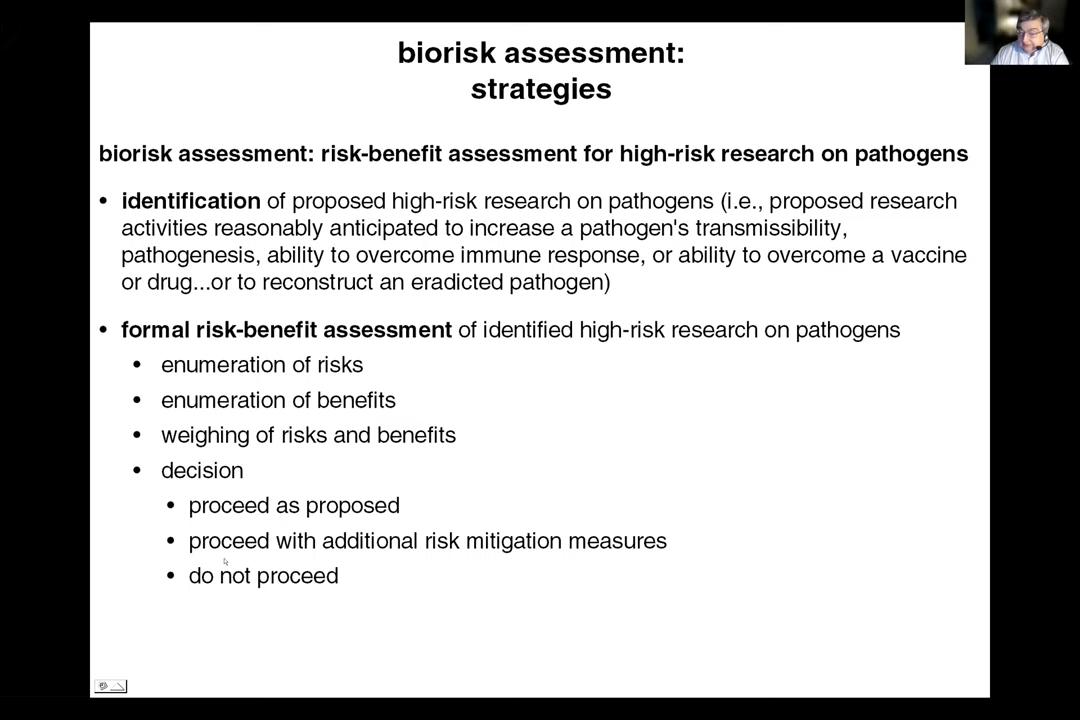 biorisk assessment:
strategies
biorisk assessment: risk-benefit assessment for high-risk research on pathogens
• identification of proposed high-risk research on pathogens (i.e., proposed research
activities reasonably anticipated to increase a pathogen's transmissibility,
pathogenesis, ability to overcome immune response, or ability to overcome a vaccine
or drug...or to reconstruct an eradicted pathogen)
• formal risk-benefit assessment of identified high-risk research on pathogens
• enumeration of risks
• enumeration of benefits
• weighing of risks and benefits
• decision
• proceed as proposed
• proceed with additional risk mitigation measures
• do not proceed